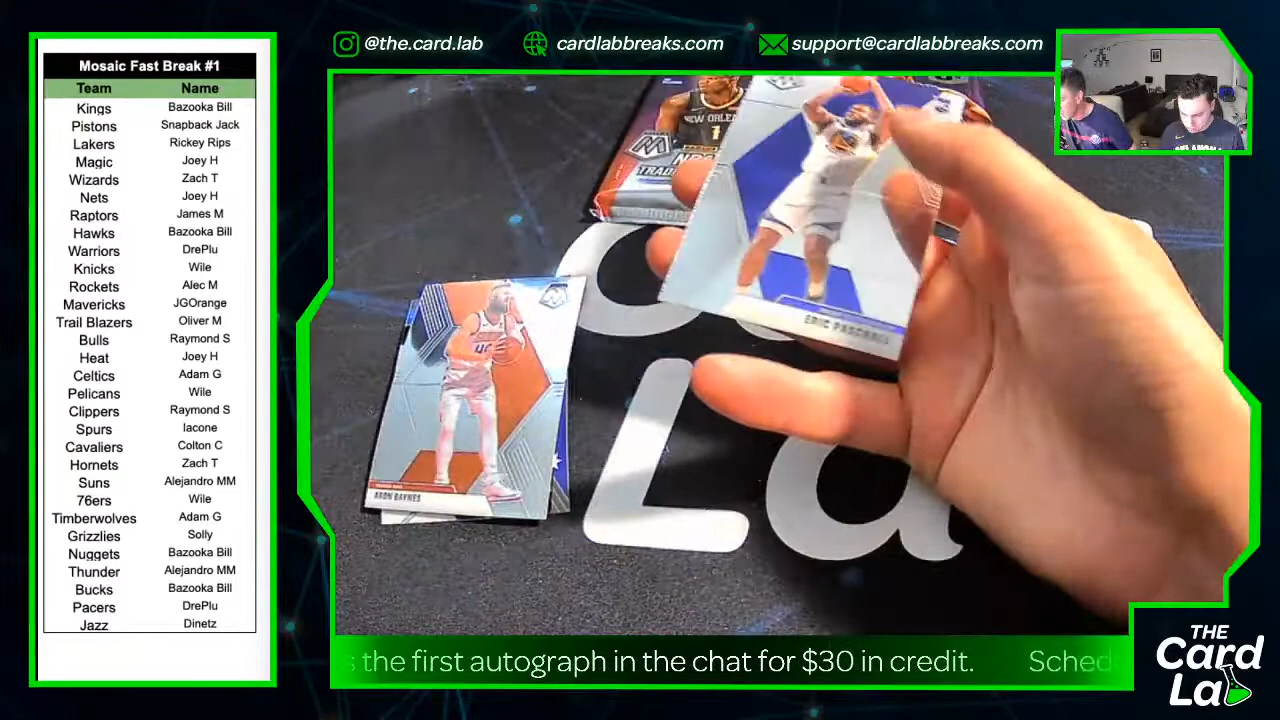 @the.card.lab
cardlabbreaks.com
support@cardlabbreaks.com
Mosaic Fast Break #1
Team Name
Kings Bazooka Bill
Pistons Snapback Jack
Lakers Rickey Rips
Magic Joey H
Wizards Zach T
Nets Joey H
Raptors James M
Hawks Bazooka Bill
Warriors DrePlu
Knicks Wile
Rockets Alec M
Mavericks JGOrange
Trail Blazers Oliver M
Bulls Raymond S
Heat Joey H
Celtics Adam G
Pelicans Wile
Clippers Raymond S
Spurs Iacone
Cavaliers Colton C
Hornets Zach T
Suns Alejandro MM
76ers Wile
Timberwolves Adam G
Grizzlies Solly
Nuggets Bazooka Bill
Thunder Alejandro MM
Bucks Bazooka Bill
Pacers DrePlu
Jazz Dinetz
NEW ORLE
1
ERIC PASCHALL
ARON BAYNES
La
s the first autograph in the chat for $30 in credit. Sched
THE
Card
Lab